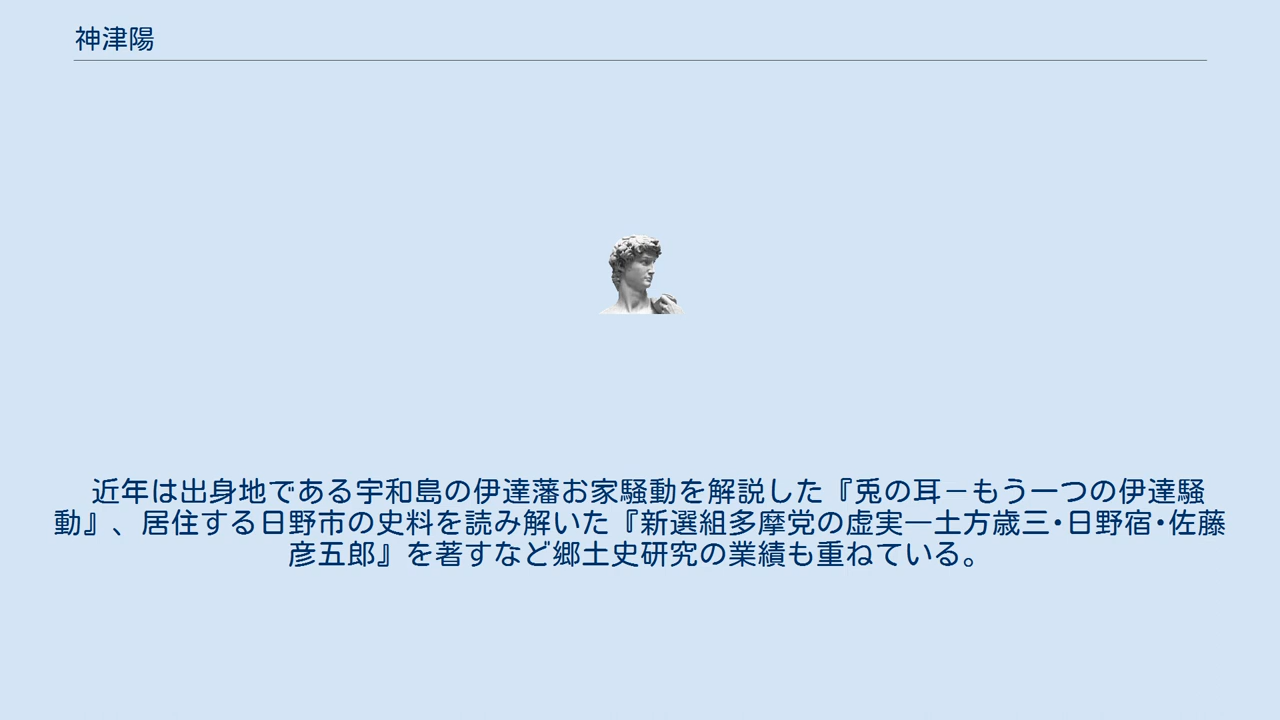 神津陽
近年は出身地である宇和島の伊達藩お家騒動を解説した『兎の耳－もう一つの伊達騒
動』、居住する日野市の史料を読み解いた『新選組多摩党の虚実―土方歳三・日野宿・佐藤
彦五郎』を著すなど郷土史研究の業績も重ねている。